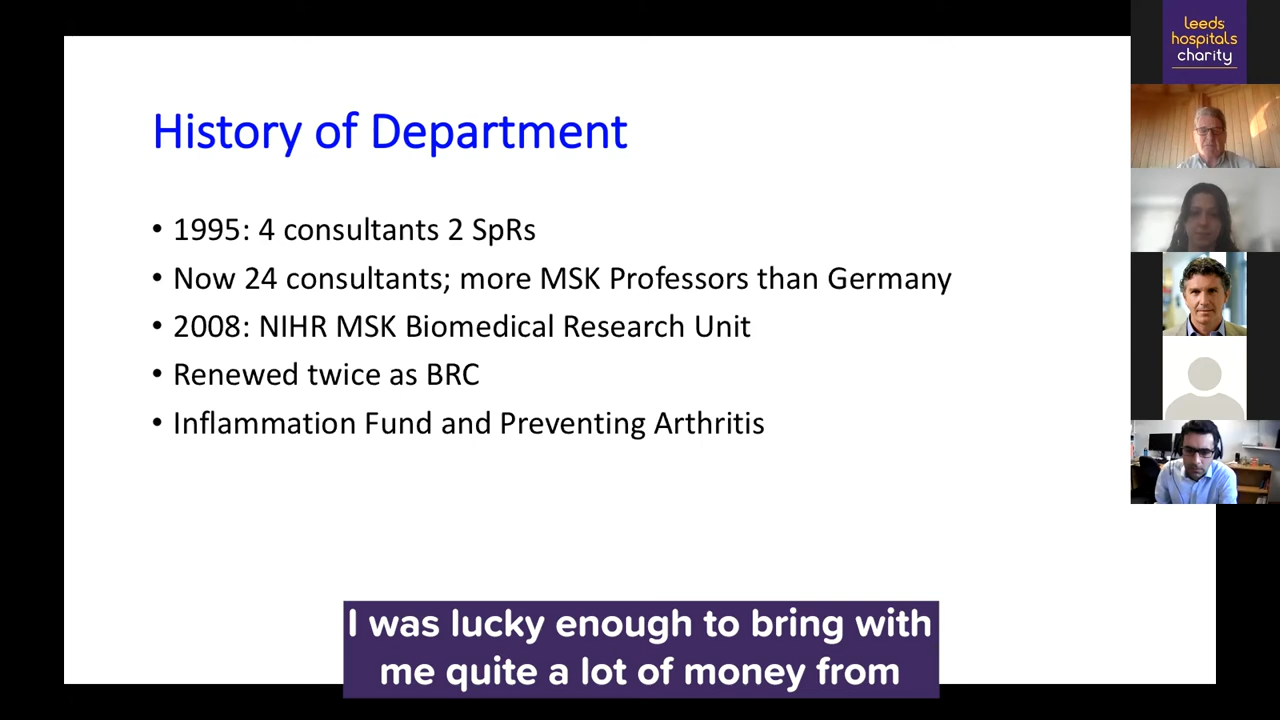 leeds
hospitals
charity
History of Department
• 1995: 4 consultants 2 SpRs
• Now 24 consultants; more MSK Professors than Germany
• 2008: NIHR MSK Biomedical Research Unit
• Renewed twice as BRC
• Inflammation Fund and Preventing Arthritis
I was lucky enough to bring with
me quite a lot of money from